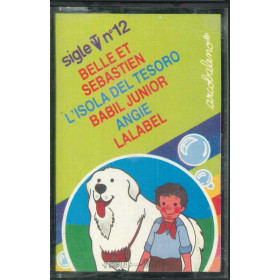 sigle TV n°12
BELLE ET
SEBASTIEN
L'ISOLA DEL TESORO
BABIL JUNIOR
ANGIE
LALABEL
arcobaleno